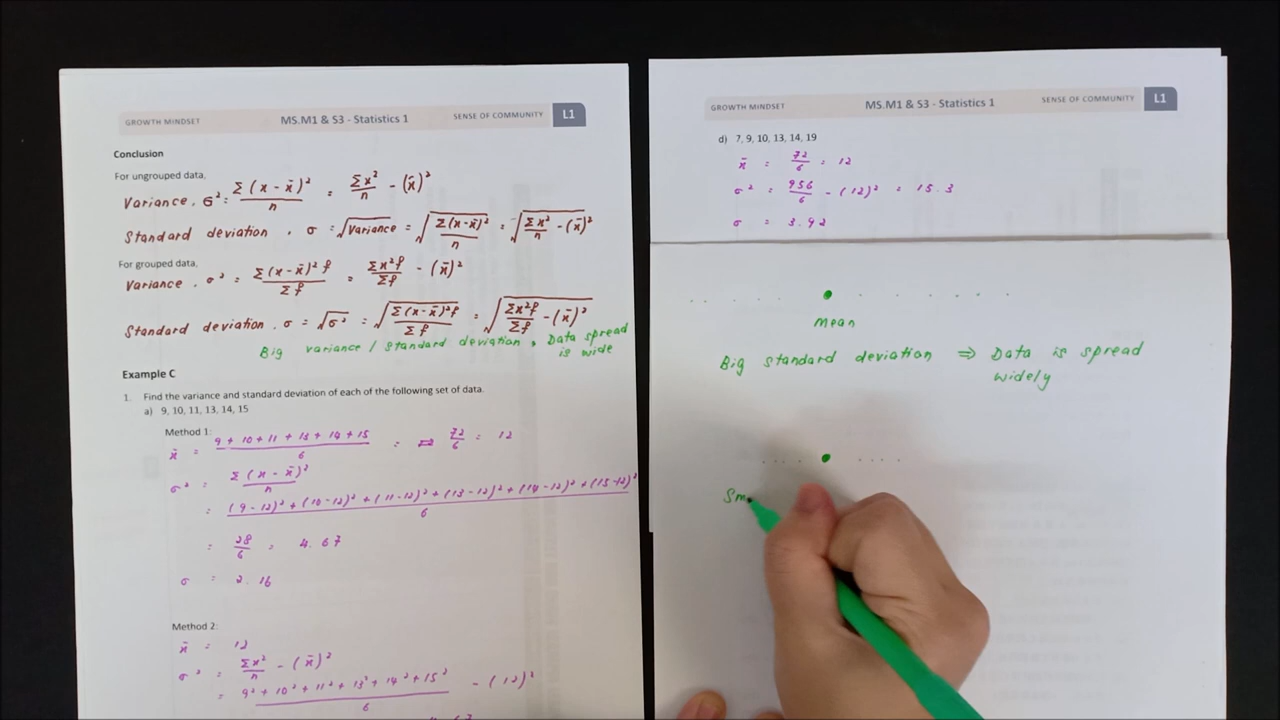 GROWTH MINDSET MS.M1 & S3 - Statistics 1 SENSE OF COMMUNITY L1
Conclusion
For ungrouped data,
Variance, σ² = Σ(x - x̄)²/n = Σx²/n - (x̄)²
Standard deviation, σ = √Variance = √(Σ(x-x̄)²/n) = √(Σx²/n - (x̄)²)
For grouped data,
Variance, σ² = Σ(x-x̄)²f/Σf = Σx²f/Σf - (x̄)²
Standard deviation, σ = √σ² = √(Σ(x-x̄)²f/Σf) = √(Σx²f/Σf - (x̄)²)
Big variance / standard deviation, Data spread
is wide
Example C
1. Find the variance and standard deviation of each of the following set of data.
a) 9, 10, 11, 13, 14, 15
Method 1:
x̄ = (9 + 10 + 11 + 13 + 14 + 15)/6 = 72/6 = 12
σ² = Σ(x - x̄)²/n
= ((9-12)² + (10-12)² + (11-12)² + (13-12)² + (14-12)² + (15-12)²)/6
= 28/6 = 4.67
σ = 2.16
Method 2:
x̄ = 12
σ² = Σx²/n - (x̄)²
= (9² + 10² + 11² + 13² + 14² + 15²)/6 - (12)²
GROWTH MINDSET MS.M1 & S3 - Statistics 1 SENSE OF COMMUNITY L1
d) 7, 9, 10, 13, 14, 19
x̄ = 72/6 = 12
σ² = 956/6 - (12)² = 15.3
σ = 3.92
mean
Big standard deviation ⇒ Data is spread
widely
Sm